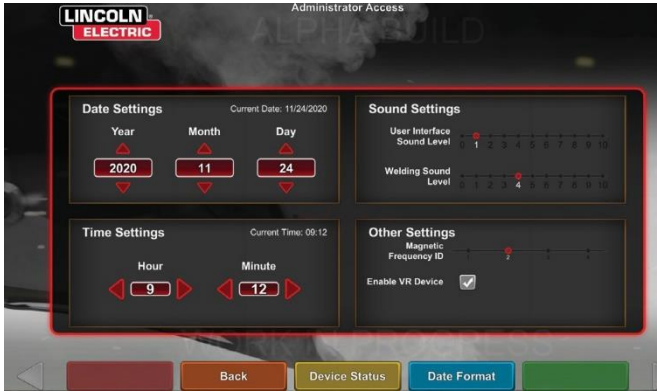 LINCOLN
ELECTRIC
Administrator Access
ALPHA BUILD
Date Settings
Current Date: 11/24/2020
Year
Month
Day
2020
11
24
Sound Settings
User Interface
Sound Level
0 1 2 3 4 5 6 7 8 9 10
Welding Sound
Level
0 1 2 3 4 5 6 7 8 9 10
Time Settings
Current Time: 09:12
Hour
Minute
9
12
Other Settings
Magnetic
Frequency ID
1 2 3 4
Enable VR Device
WORK IN PROGRESS
Back
Device Status
Date Format